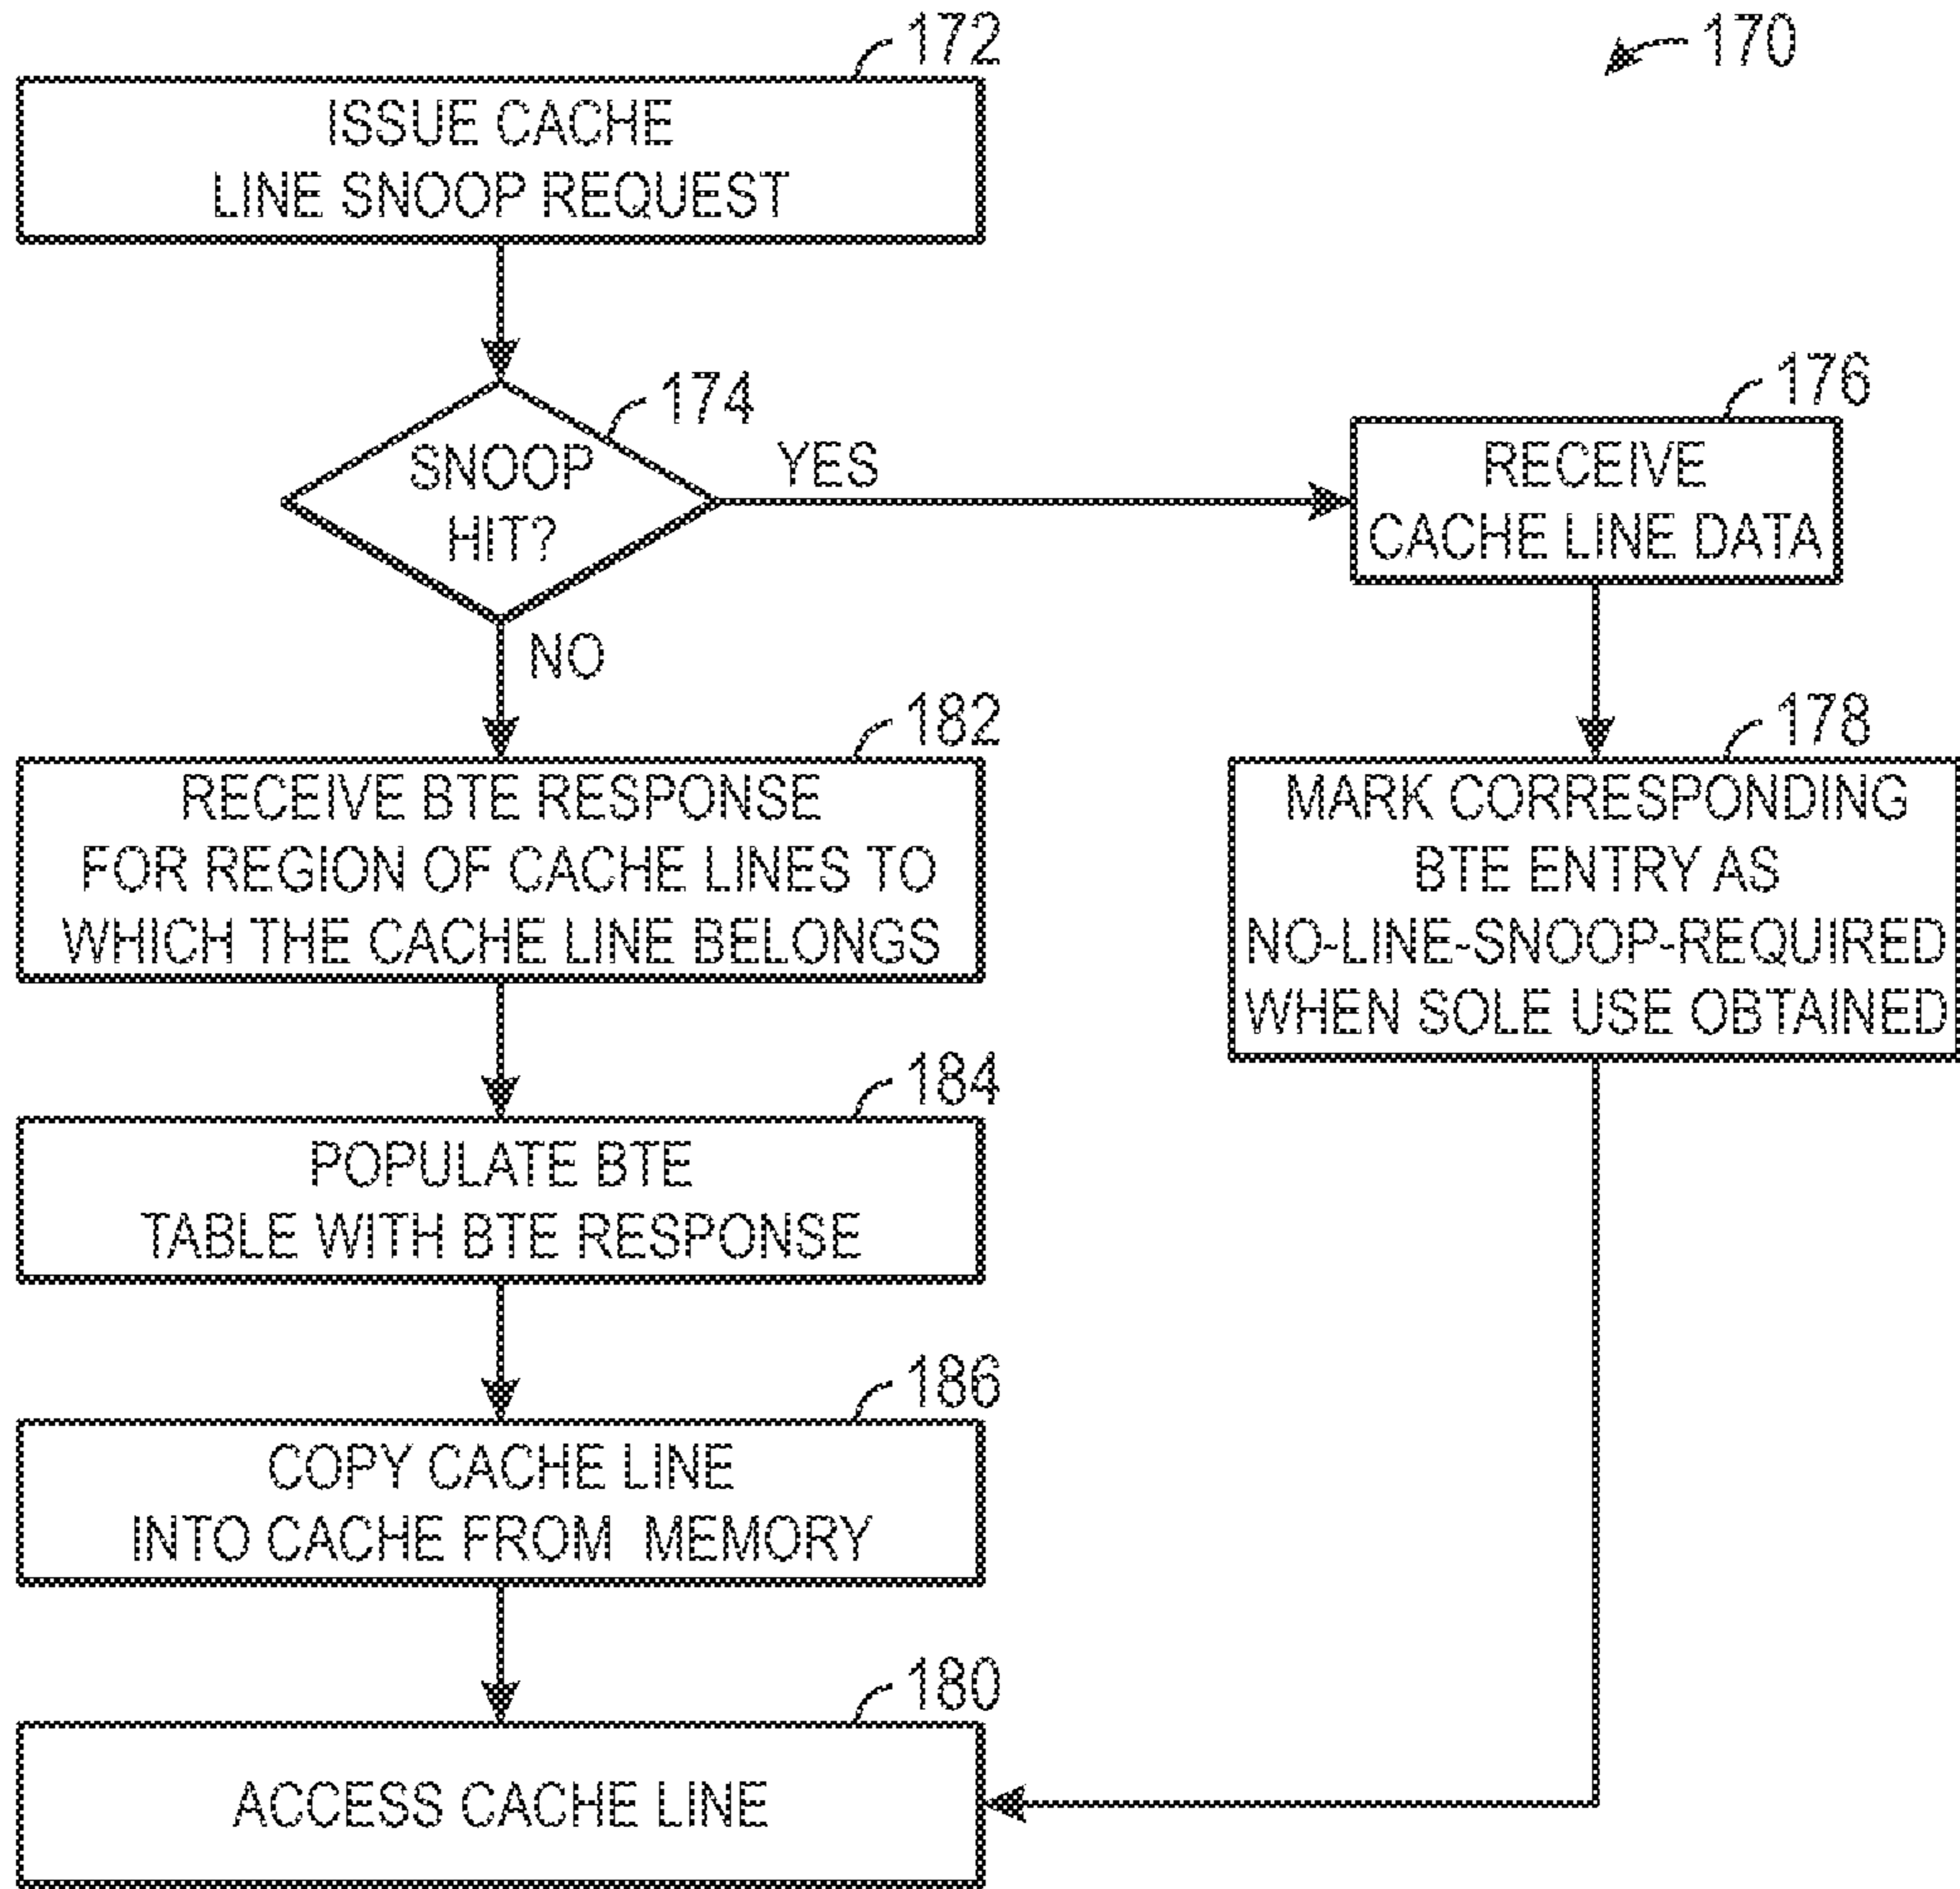 170
172
ISSUE CACHE
LINE SNOOP REQUEST
174
SNOOP
HIT?
YES
NO
176
RECEIVE
CACHE LINE DATA
178
MARK CORRESPONDING
BTE ENTRY AS
NO-LINE-SNOOP-REQUIRED
WHEN SOLE USE OBTAINED
182
RECEIVE BTE RESPONSE
FOR REGION OF CACHE LINES TO
WHICH THE CACHE LINE BELONGS
184
POPULATE BTE
TABLE WITH BTE RESPONSE
186
COPY CACHE LINE
INTO CACHE FROM MEMORY
180
ACCESS CACHE LINE